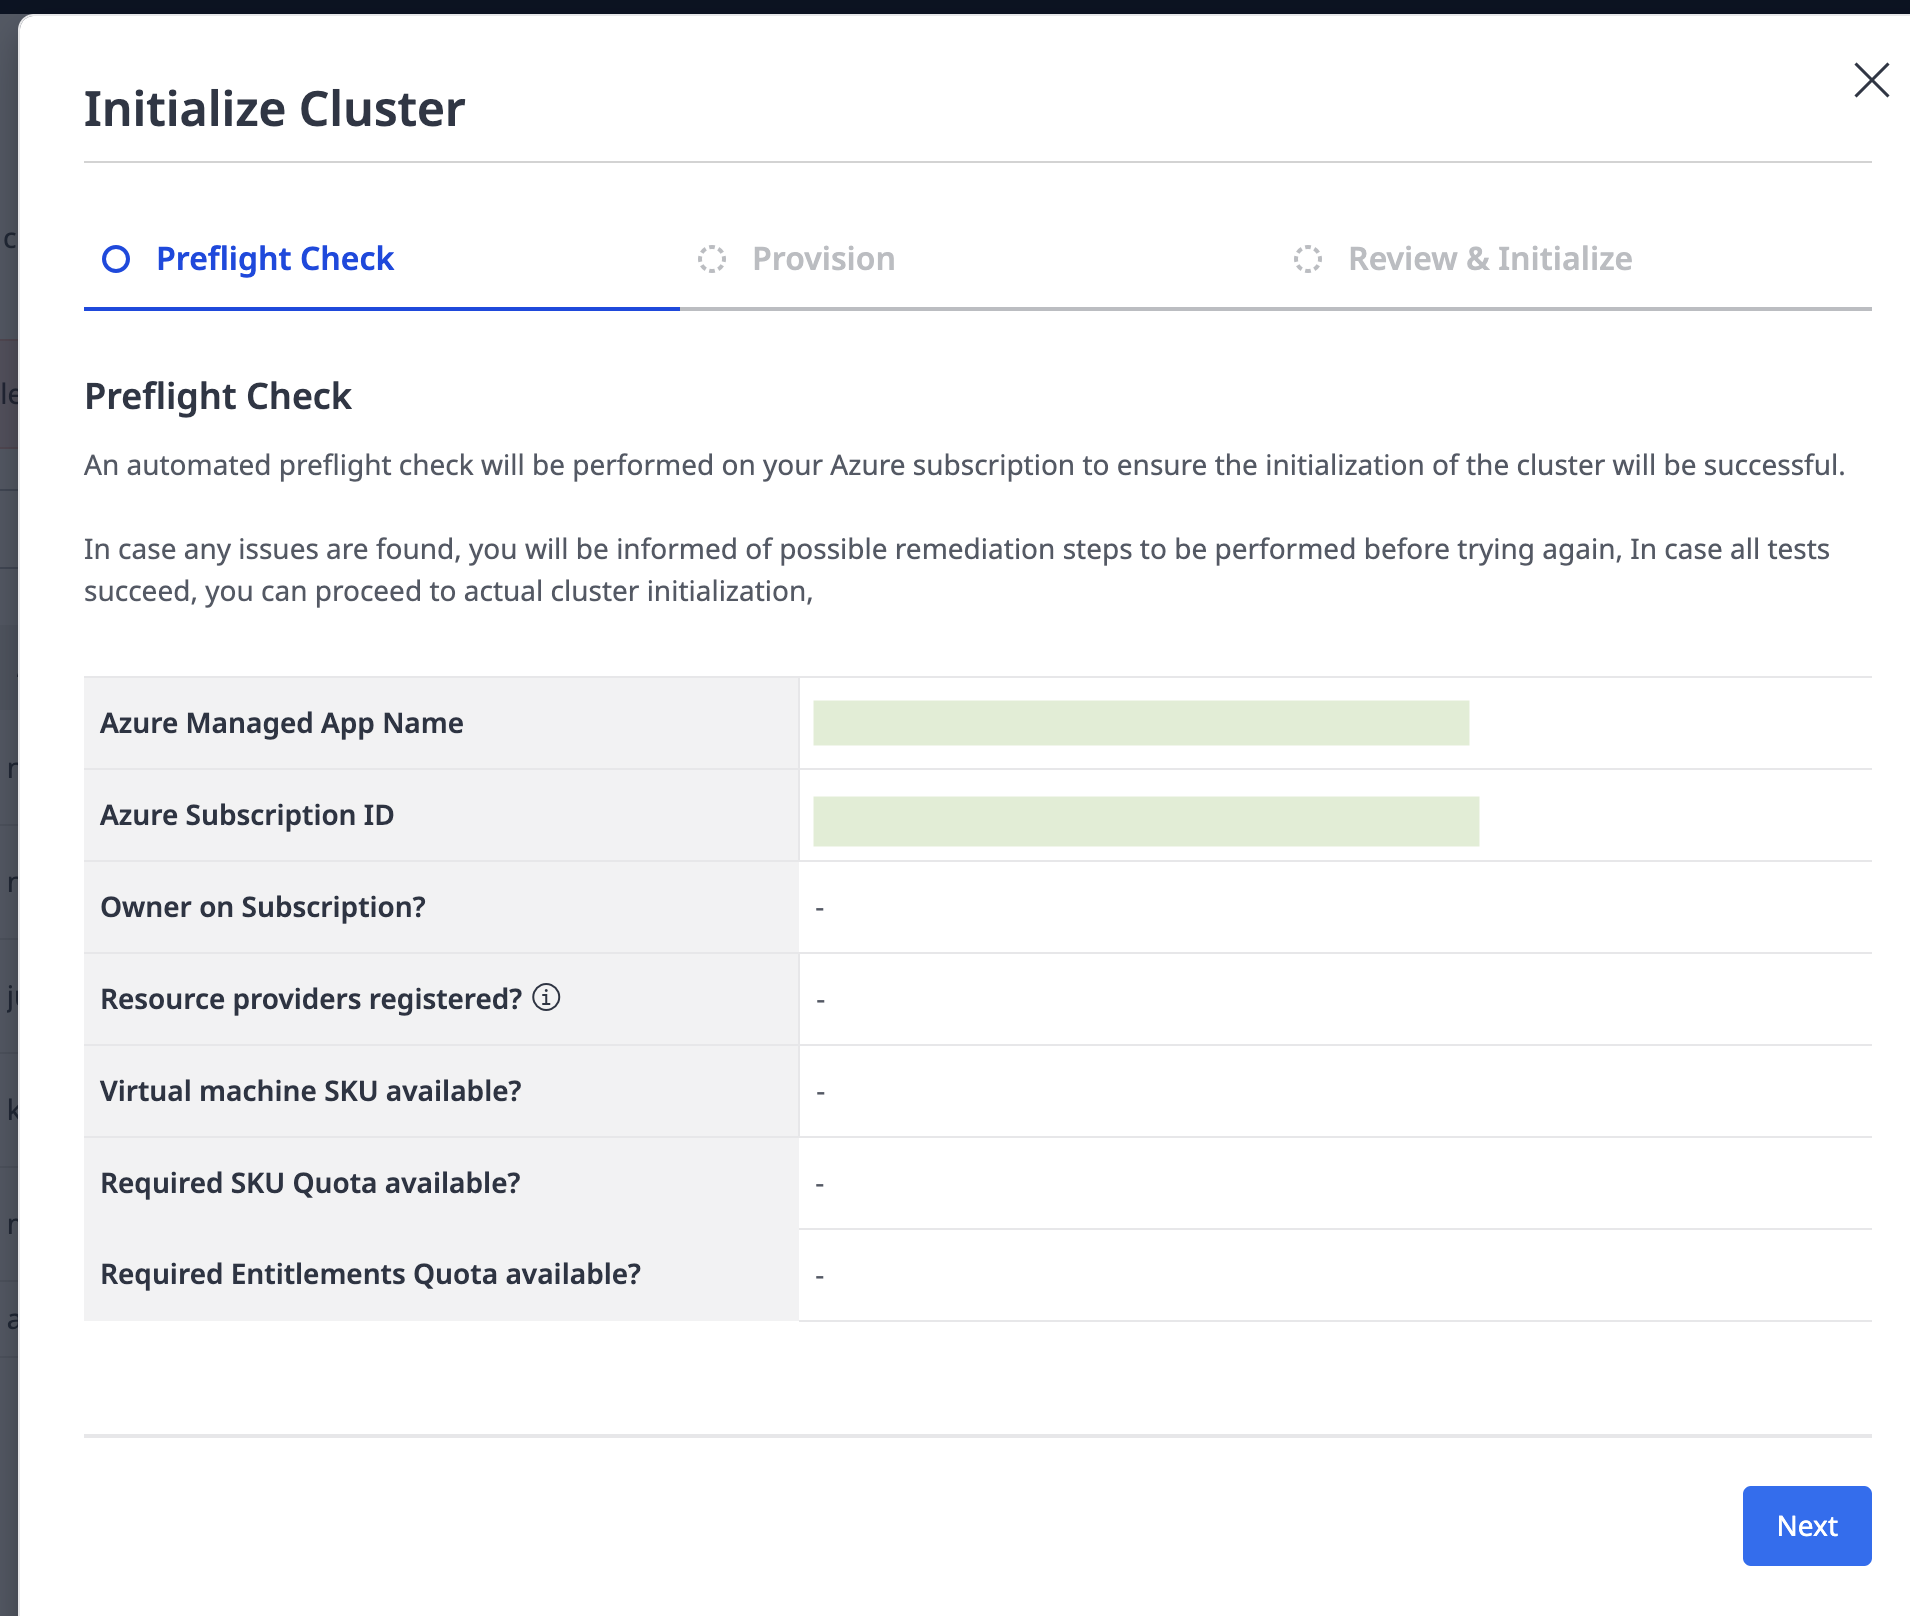 Initialize Cluster
Preflight Check
Provision
Review & Initialize
Preflight Check
An automated preflight check will be performed on your Azure subscription to ensure the initialization of the cluster will be successful.
In case any issues are found, you will be informed of possible remediation steps to be performed before trying again, In case all tests
succeed, you can proceed to actual cluster initialization,
Azure Managed App Name
Azure Subscription ID
Owner on Subscription?
-
Resource providers registered?
-
Virtual machine SKU available?
-
Required SKU Quota available?
-
Required Entitlements Quota available?
-
Next